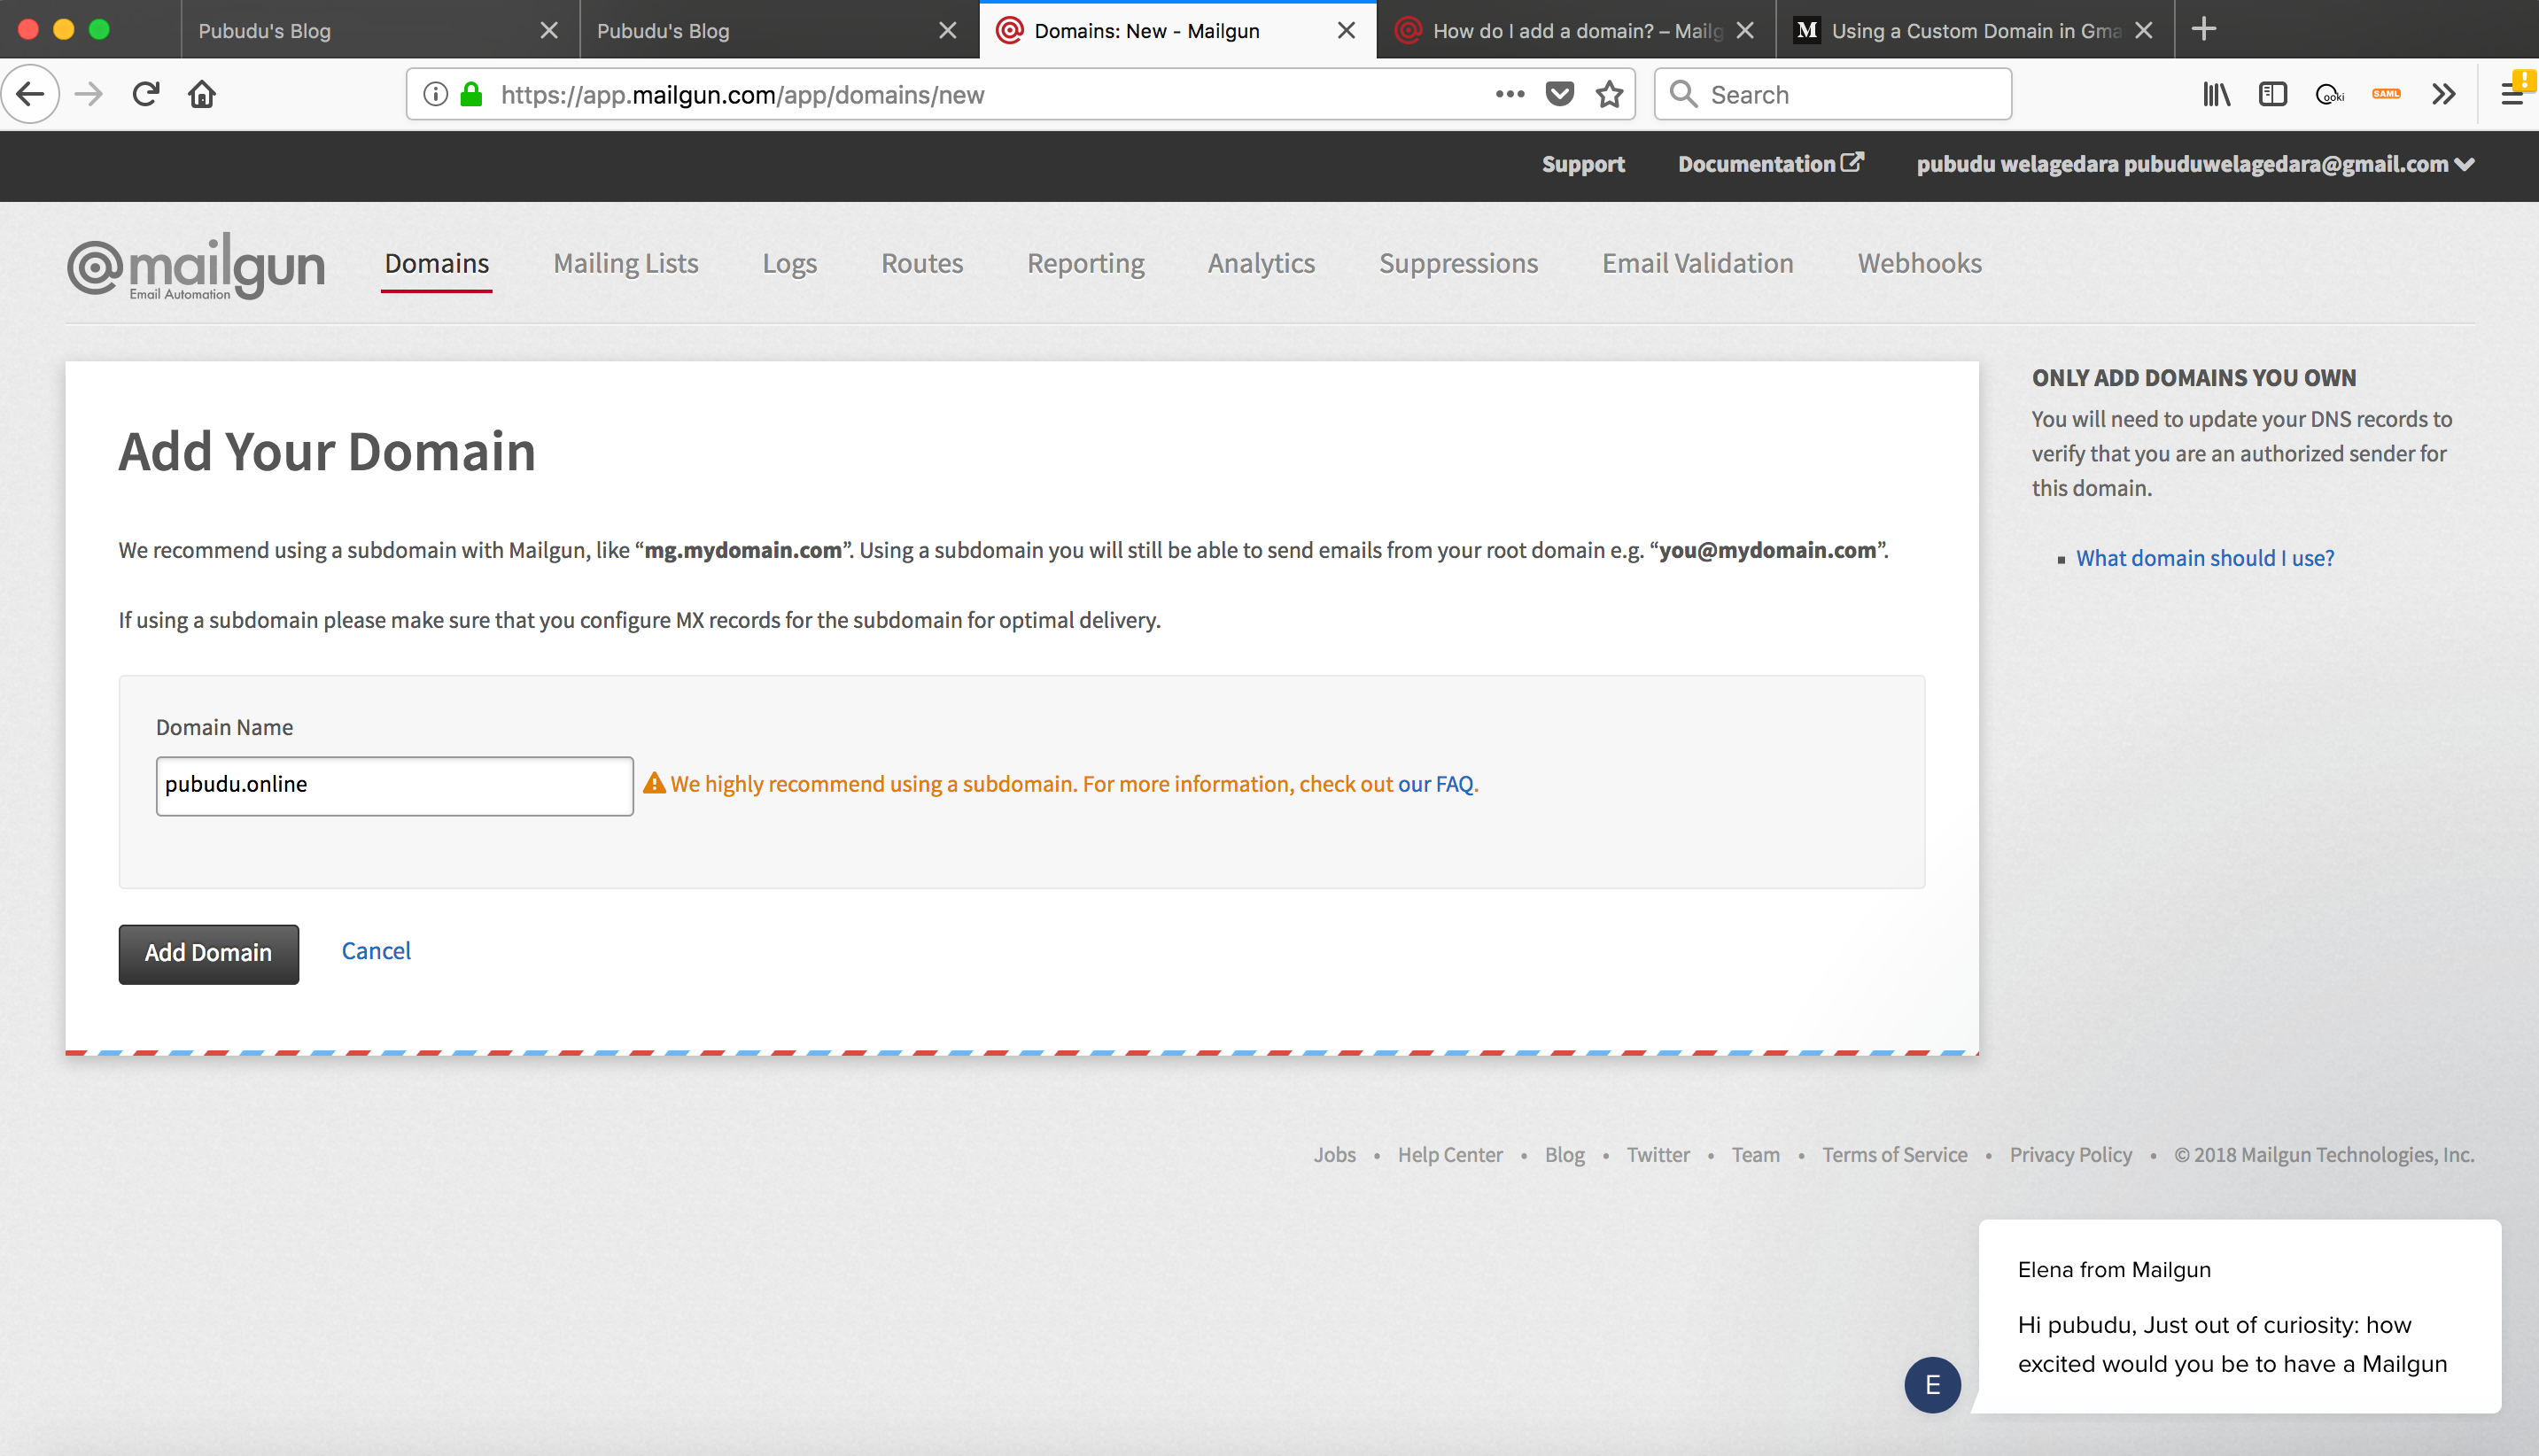 Pubudu's Blog
Pubudu's Blog
Domains: New - Mailgun
How do I add a domain? – Mailg
M Using a Custom Domain in Gma
https://app.mailgun.com/app/domains/new
Search
ooki
SAML
Support
Documentation
pubudu welagedara pubuduwelagedara@gmail.com
@mailgun
Email Automation
Domains
Mailing Lists
Logs
Routes
Reporting
Analytics
Suppressions
Email Validation
Webhooks
Add Your Domain
We recommend using a subdomain with Mailgun, like “mg.mydomain.com”. Using a subdomain you will still be able to send emails from your root domain e.g. “you@mydomain.com”.
If using a subdomain please make sure that you configure MX records for the subdomain for optimal delivery.
Domain Name
pubudu.online
We highly recommend using a subdomain. For more information, check out our FAQ.
Add Domain
Cancel
ONLY ADD DOMAINS YOU OWN
You will need to update your DNS records to
verify that you are an authorized sender for
this domain.
What domain should I use?
Jobs • Help Center • Blog • Twitter • Team • Terms of Service • Privacy Policy • © 2018 Mailgun Technologies, Inc.
Elena from Mailgun
Hi pubudu, Just out of curiosity: how
excited would you be to have a Mailgun
E